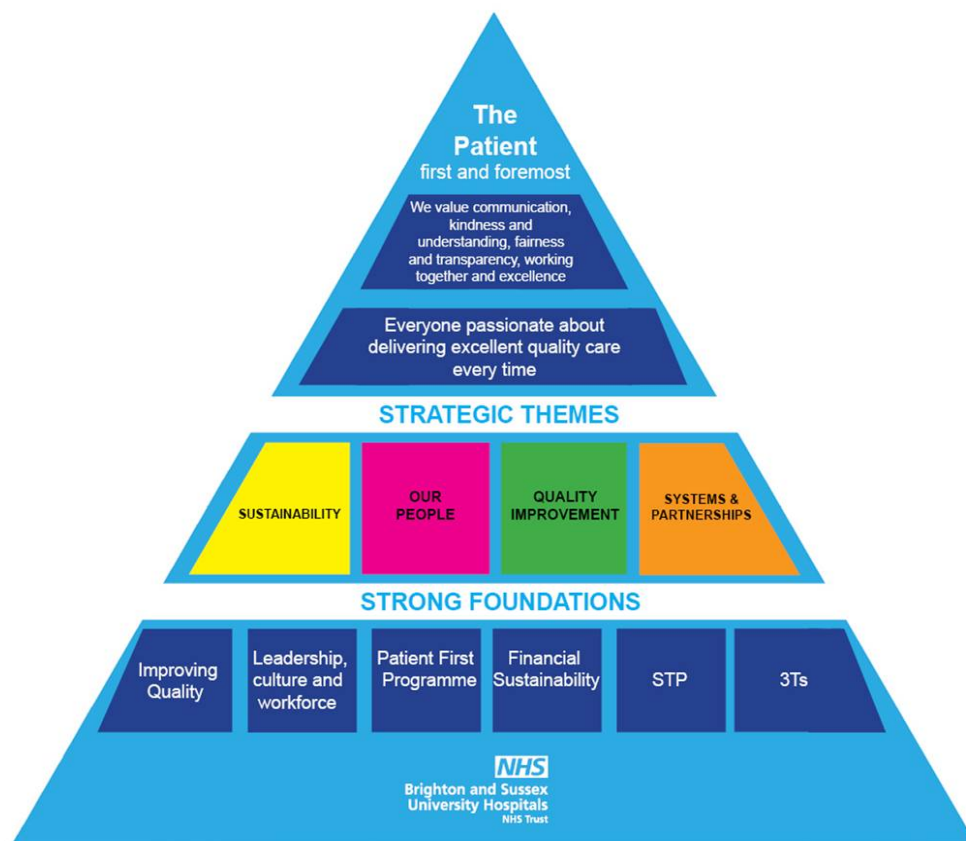 The
Patient
first and foremost
We value communication,
kindness and
understanding, fairness
and transparency, working
together and excellence
Everyone passionate about
delivering excellent quality care
every time
STRATEGIC THEMES
SUSTAINABILITY
OUR
PEOPLE
QUALITY
IMPROVEMENT
SYSTEMS &
PARTNERSHIPS
STRONG FOUNDATIONS
Improving
Quality
Leadership,
culture and
workforce
Patient First
Programme
Financial
Sustainability
STP
3Ts
NHS
Brighton and Sussex
University Hospitals
NHS Trust